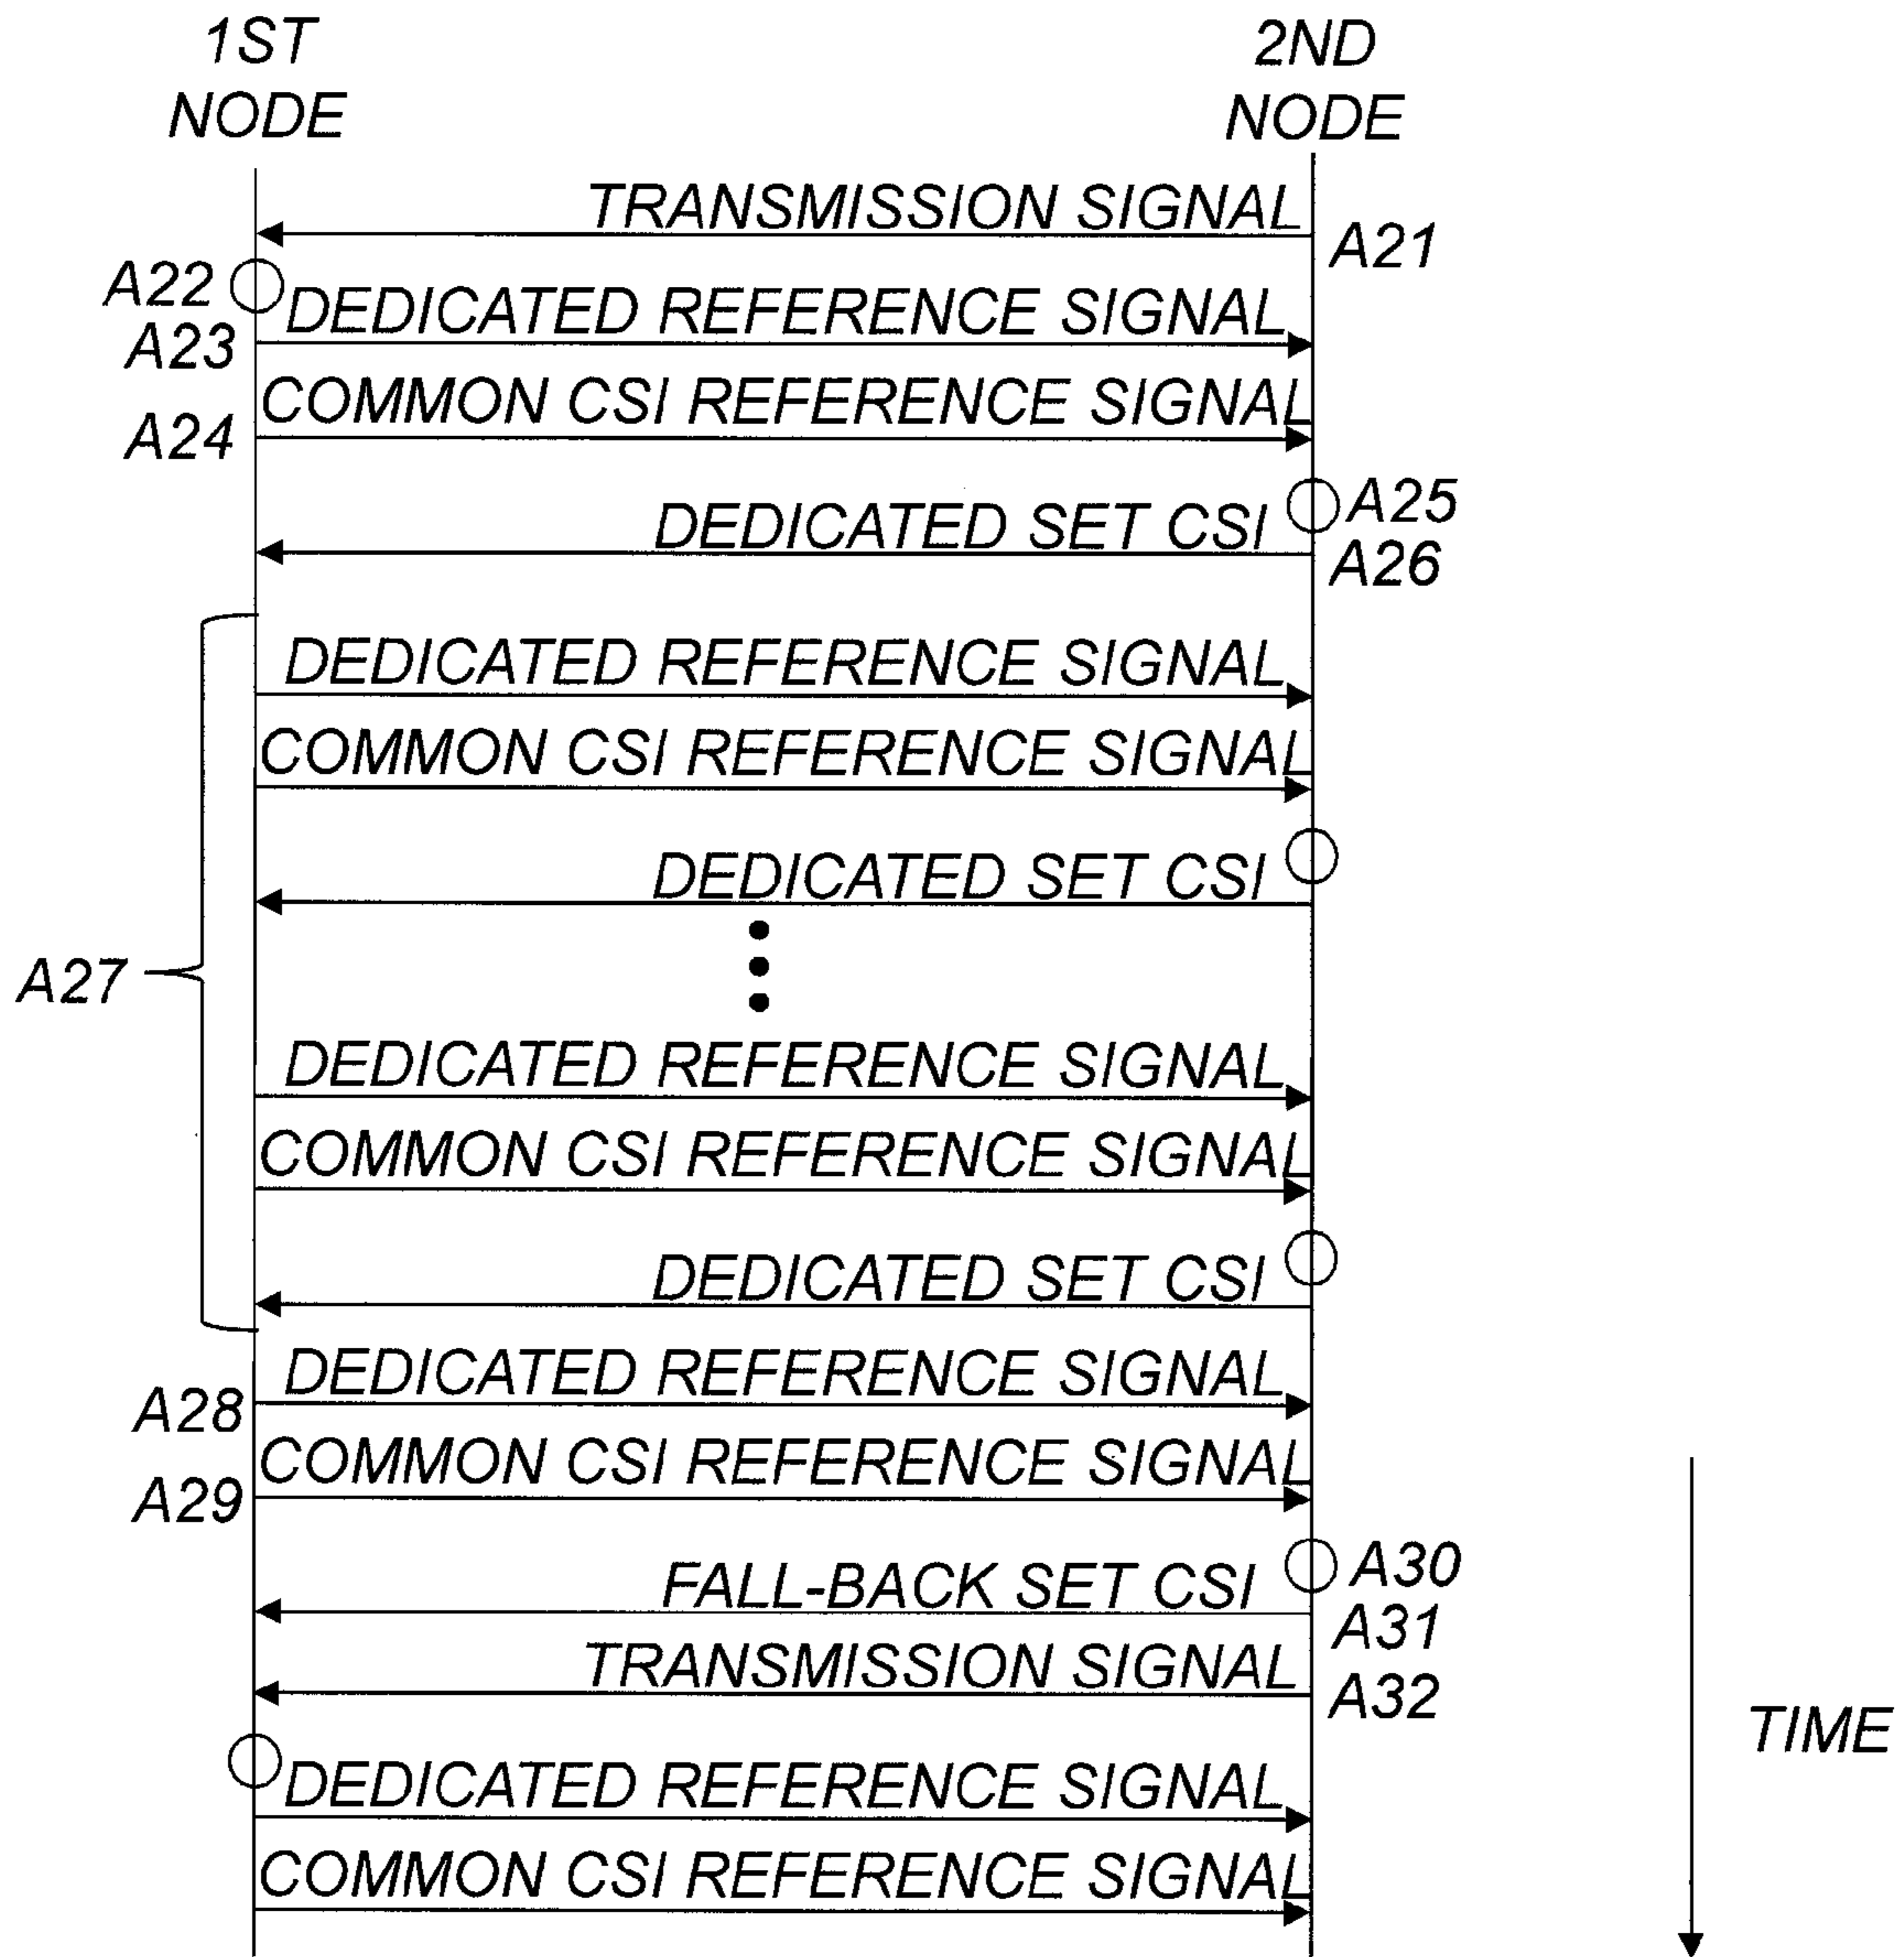 1ST
NODE
2ND
NODE
TRANSMISSION SIGNAL
A21
A22
DEDICATED REFERENCE SIGNAL
A23
COMMON CSI REFERENCE SIGNAL
A24
A25
DEDICATED SET CSI
A26
DEDICATED REFERENCE SIGNAL
COMMON CSI REFERENCE SIGNAL
DEDICATED SET CSI
A27
DEDICATED REFERENCE SIGNAL
COMMON CSI REFERENCE SIGNAL
DEDICATED SET CSI
DEDICATED REFERENCE SIGNAL
A28
COMMON CSI REFERENCE SIGNAL
A29
A30
FALL-BACK SET CSI
A31
TRANSMISSION SIGNAL
A32
TIME
DEDICATED REFERENCE SIGNAL
COMMON CSI REFERENCE SIGNAL